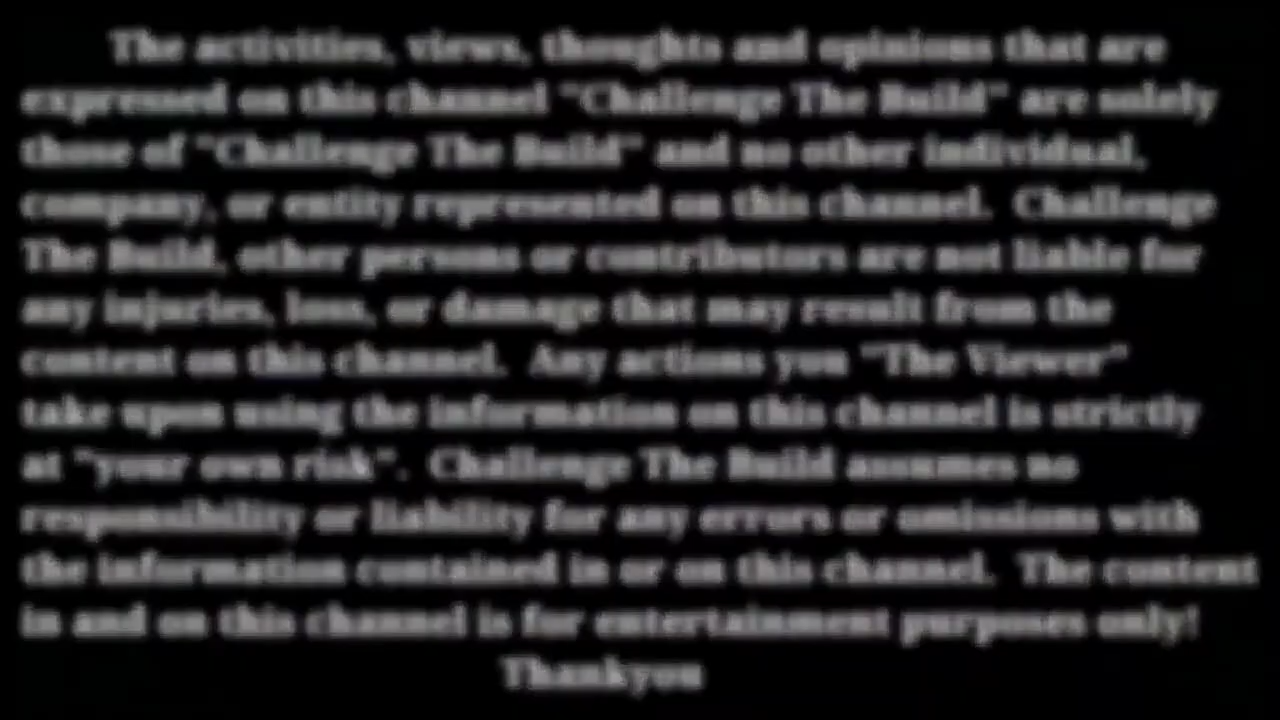 The activities, views, thoughts and opinions that are
expressed on this channel "Challenge The Build" are solely
those of "Challenge The Build" and no other individual,
company, or entity represented on this channel. Challenge
The Build, other persons or contributors are not liable for
any injuries, loss, or damage that may result from the
content on this channel. Any actions you "The Viewer"
take upon using the information on this channel is strictly
at "your own risk". Challenge The Build assumes no
responsibility or liability for any errors or omissions with
the information contained in or on this channel. The content
in and on this channel is for entertainment purposes only!
Thankyou